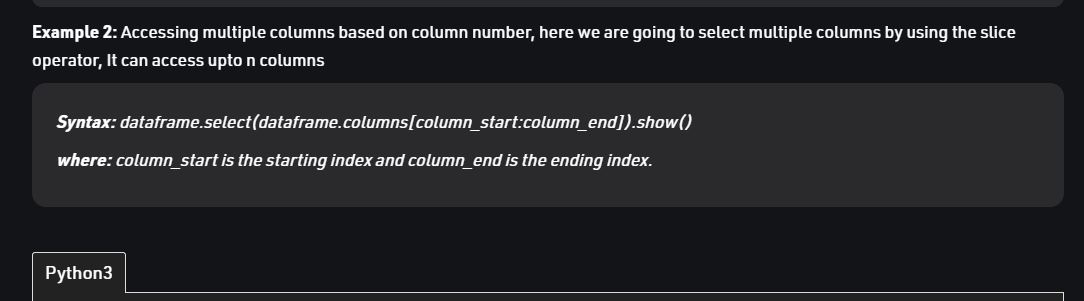 Example 2: Accessing multiple columns based on column number, here we are going to select multiple columns by using the slice
operator, It can access upto n columns
Syntax: dataframe.select(dataframe.columns[column_start:column_end]).show()
where: column_start is the starting index and column_end is the ending index.
Python3